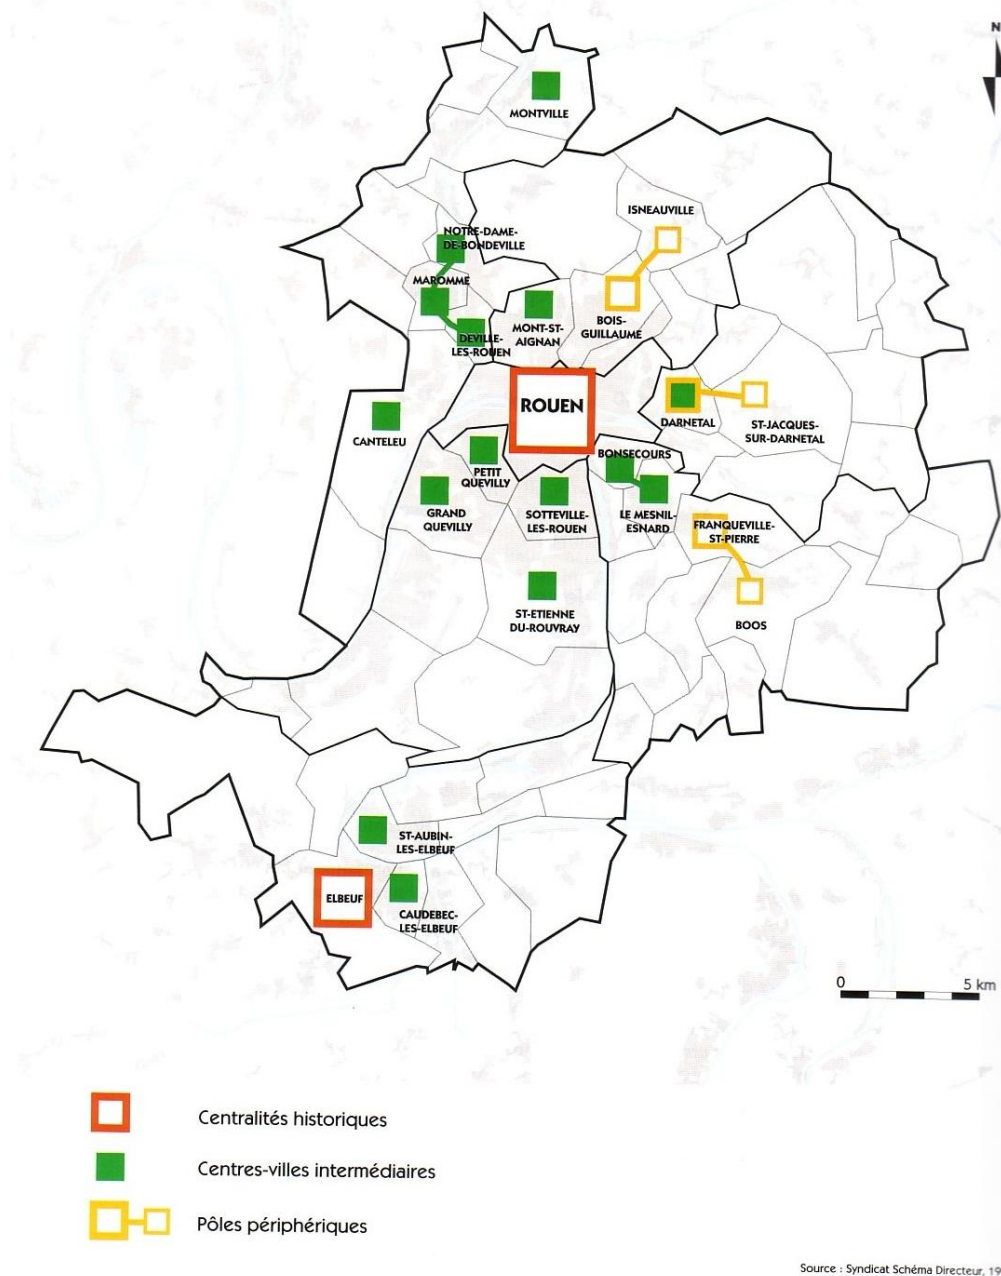 N
MONTVILLE
ISNEAUVILLE
NOTRE-DAME-
DE-BONDEVILLE
MAROMME
BOIS-
GUILLAUME
MONT-ST-
AIGNAN
DEVILLE-
LES-ROUEN
ROUEN
DARNETAL
ST-JACQUES-
SUR-DARNETAL
CANTELEU
BONSECOURS
PETIT
QUEVILLY
GRAND
QUEVILLY
SOTTEVILLE-
LES-ROUEN
LE MESNIL-
ESNARD
FRANQUEVILLE-
ST-PIERRE
ST-ETIENNE
DU-ROUVRAY
BOOS
ST-AUBIN-
LES-ELBEUF
ELBEUF
CAUDEBEC-
LES-ELBEUF
0 5 km
Centralités historiques
Centres-villes intermédiaires
Pôles périphériques
Source : Syndicat Schéma Directeur, 19